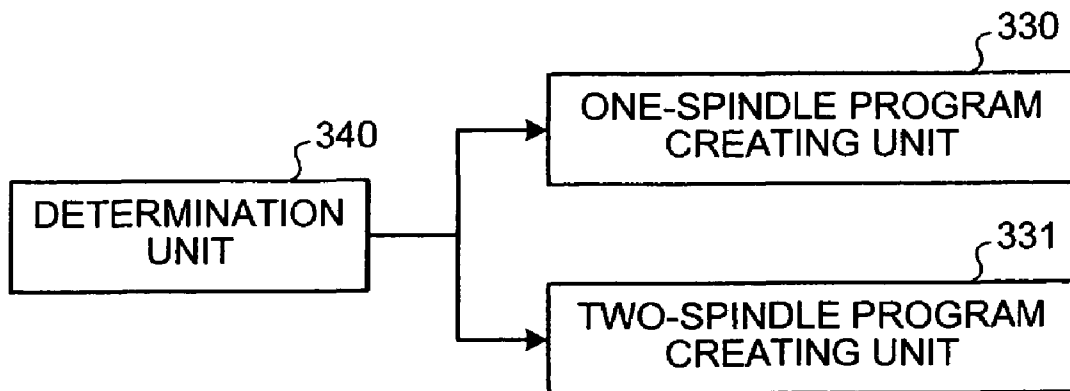 330
ONE-SPINDLE PROGRAM
CREATING UNIT
340
DETERMINATION
UNIT
331
TWO-SPINDLE PROGRAM
CREATING UNIT